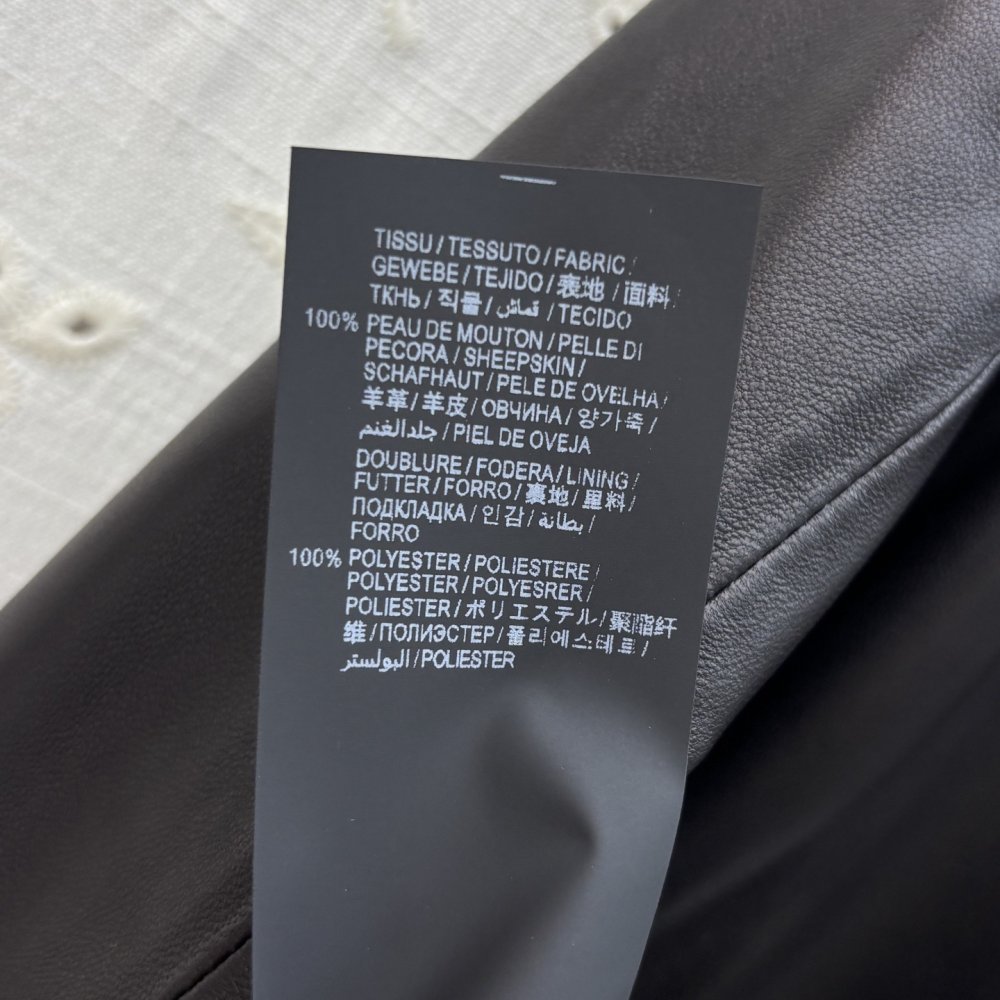 TISSU / TESSUTO / FABRIC /
GEWEBE / TEJIDO / 表地 / 面料 /
ТКНЬ / 직물 / قماش / TECIDO
100% PEAU DE MOUTON / PELLE DI
PECORA / SHEEPSKIN /
SCHAFHAUT / PELE DE OVELHA /
羊革 / 羊皮 / ОВЧИНА / 양가죽 /
جلدالغنم / PIEL DE OVEJA
DOUBLURE / FODERA / LINING /
FUTTER / FORRO / 裏地 / 里料 /
ПОДКЛАДКА / 인감 / بطانة /
FORRO
100% POLYESTER / POLIESTERE /
POLYESTER / POLYESRER /
POLIESTER / ポリエステル / 聚酯纤
维 / ПОЛИЭСТЕР / 폴리에스테르 /
البولستر / POLIESTER